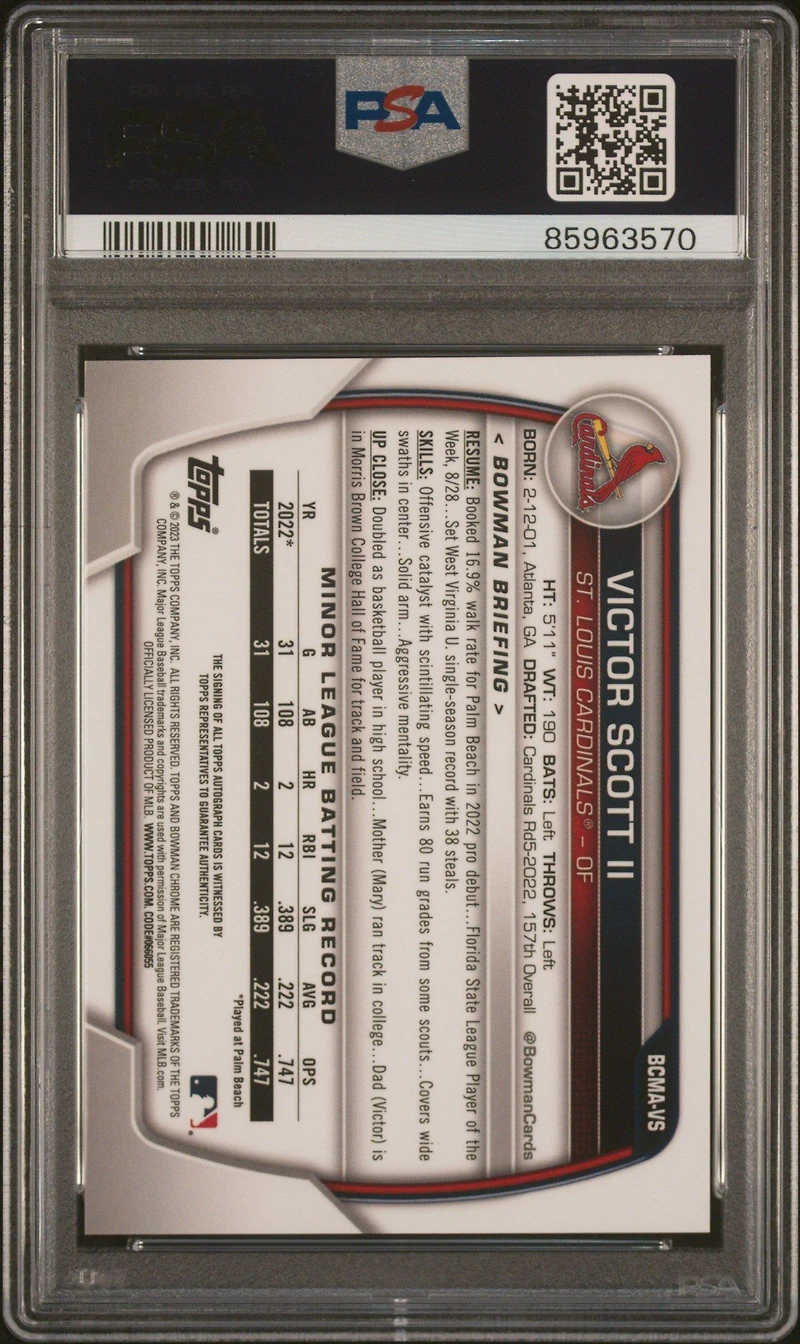 PSA
85963570
BCMA-VS
Cardinals
VICTOR SCOTT II
ST. LOUIS CARDINALS® – OF
HT: 5'11" WT: 190 BATS: Left THROWS: Left
BORN: 2-12-01, Atlanta, GA DRAFTED: Cardinals Rd5-2022, 157th Overall @BowmanCards
< BOWMAN BRIEFING >
RESUME: Booked 16.9% walk rate for Palm Beach in 2022 pro debut...Florida State League Player of the
Week, 8/28...Set West Virginia U. single-season record with 38 steals.
SKILLS: Offensive catalyst with scintillating speed...Earns 80 run grades from some scouts...Covers wide
swaths in center...Solid arm...Aggressive mentality.
UP CLOSE: Doubled as basketball player in high school...Mother (Mary) ran track in college...Dad (Victor) is
in Morris Brown College Hall of Fame for track and field.
MINOR LEAGUE BATTING RECORD
YR G AB HR RBI SLG AVG OPS
2022* 31 108 2 12 .389 .222 .747
TOTALS 31 108 2 12 .389 .222 .747
*Played at Palm Beach
THE SIGNING OF ALL TOPPS AUTOGRAPH CARDS IS WITNESSED BY
TOPPS REPRESENTATIVES TO GUARANTEE AUTHENTICITY.
topps®
® & © 2023 THE TOPPS COMPANY, INC. ALL RIGHTS RESERVED. TOPPS AND BOWMAN CHROME ARE REGISTERED TRADEMARKS OF THE TOPPS
COMPANY, INC. Major League Baseball trademarks and copyrights are used with permission of Major League Baseball. Visit MLB.com.
OFFICIALLY LICENSED PRODUCT OF MLB. WWW.TOPPS.COM. CODE#066055
PSA